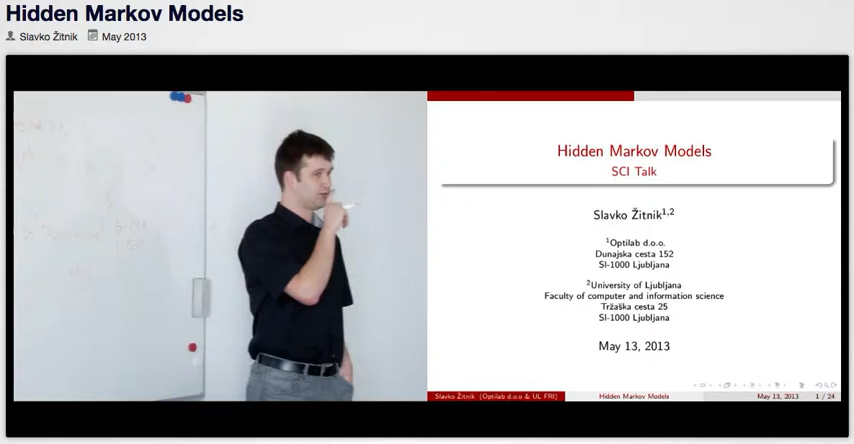 Hidden Markov Models
Slavko Žitnik May 2013
Hidden Markov Models
SCI Talk
Slavko Žitnik1,2
1Optilab d.o.o.
Dunajska cesta 152
SI-1000 Ljubljana
2University of Ljubljana
Faculty of computer and information science
Tržaška cesta 25
SI-1000 Ljubljana
May 13, 2013
Slavko Žitnik (Optilab d.o.o & UL FRI) Hidden Markov Models May 13, 2013 1 / 24